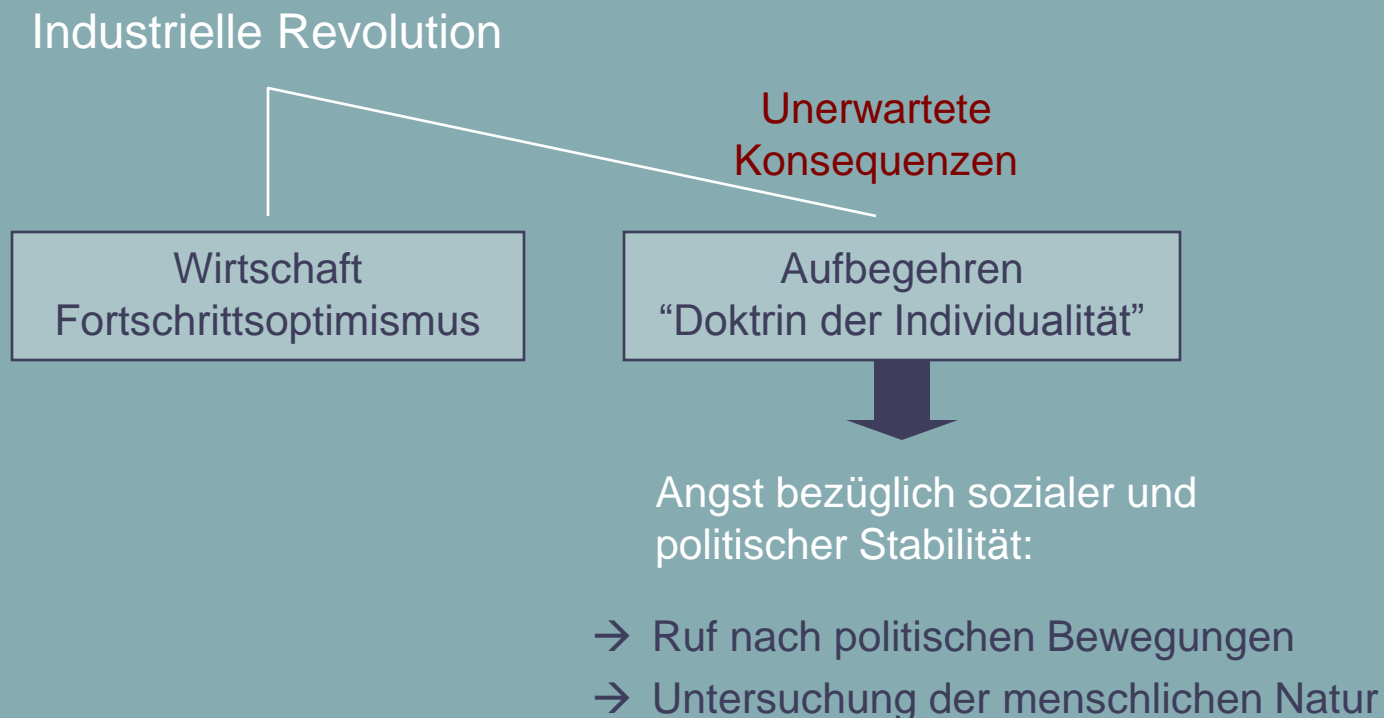 Industrielle Revolution
Unerwartete
Konsequenzen
Wirtschaft
Fortschrittsoptimismus
Aufbegehren
“Doktrin der Individualität”
Angst bezüglich sozialer und
politischer Stabilität:
→ Ruf nach politischen Bewegungen
→ Untersuchung der menschlichen Natur